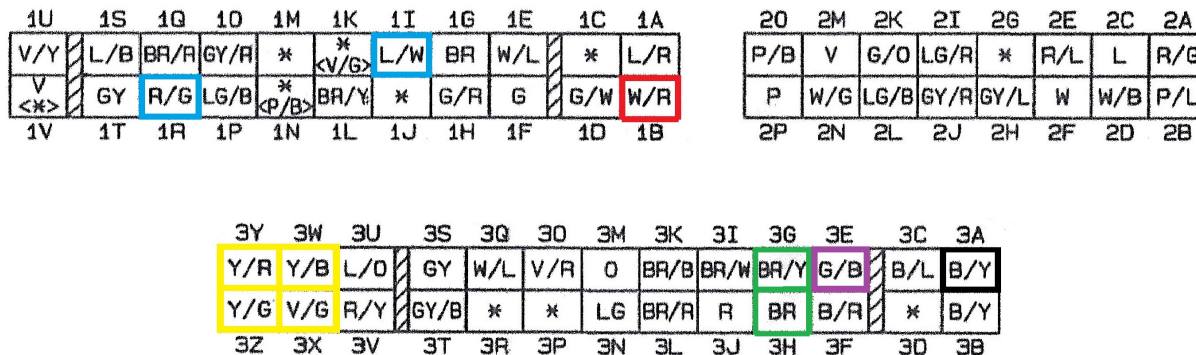 1U 1S 1Q 1O 1M 1K 1I 1G 1E 1C 1A 2O 2M 2K 2I 2G 2E 2C 2A
V/Y L/B BR/R GY/R * * <V/G> L/W BR W/L * L/R P/B V G/O LG/R * R/L L R/G
V <*> GY R/G LG/B * <P/B> BR/Y * G/R G G/W W/R P W/G LG/B GY/R GY/L W W/B P/L
1V 1T 1R 1P 1N 1L 1J 1H 1F 1D 1B 2P 2N 2L 2J 2H 2F 2D 2B
3Y 3W 3U 3S 3Q 3O 3M 3K 3I 3G 3E 3C 3A
Y/R Y/B L/O GY W/L V/R O BR/B BR/W BR/Y G/B B/L B/Y
Y/G V/G R/Y GY/B * * LG BR/R R BR B/R * B/Y
3Z 3X 3V 3T 3R 3P 3N 3L 3J 3H 3F 3D 3B